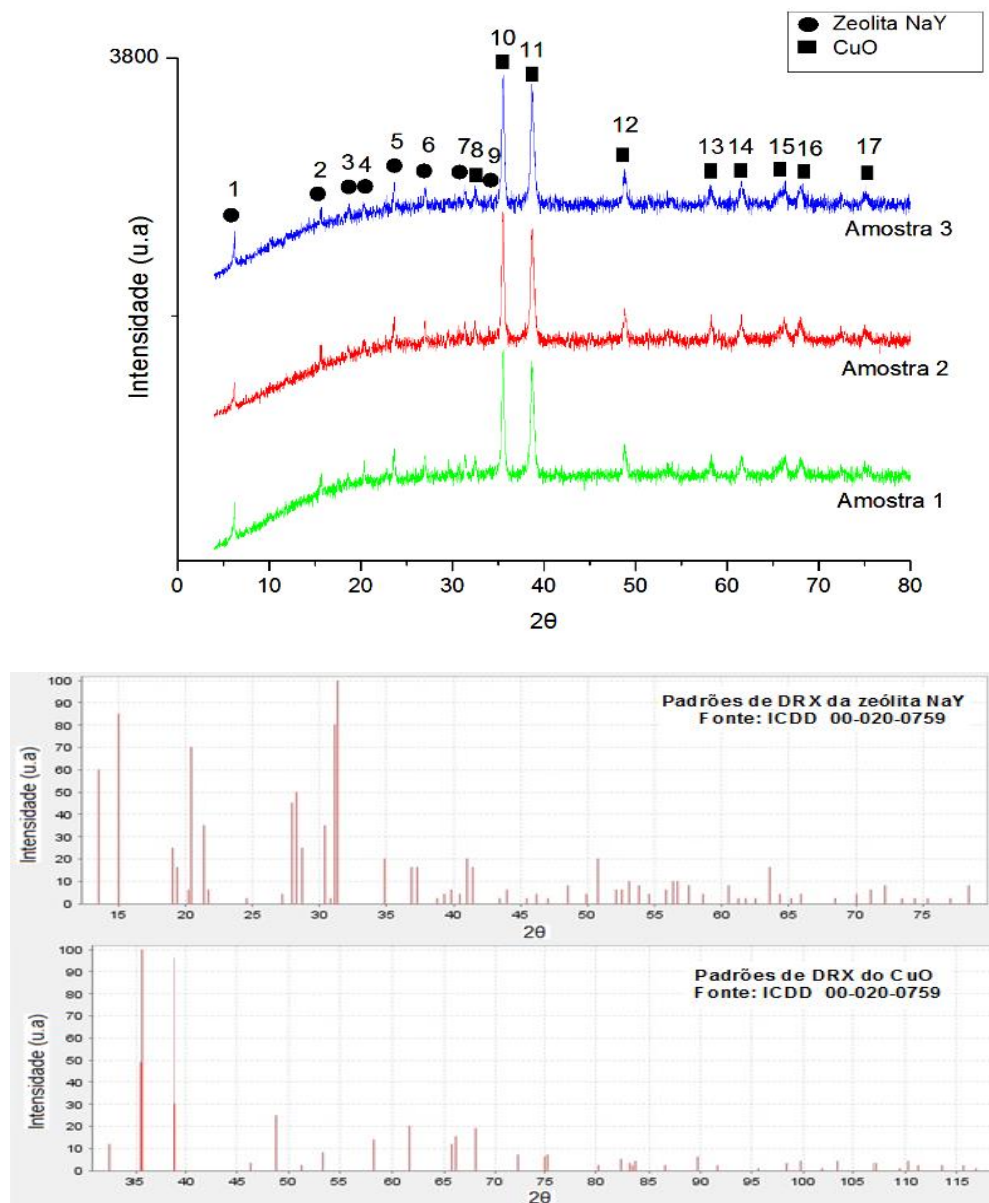 Zeolita NaY
CuO
3800
Intensidade (u.a)
1
2
3
4
5
6
7
8
9
10
11
12
13
14
15
16
17
Amostra 3
Amostra 2
Amostra 1
0 10 20 30 40 50 60 70 80
2θ
Padrões de DRX da zeólita NaY
Fonte: ICDD 00-020-0759
Intensidade (u.a)
100
90
80
70
60
50
40
30
20
10
0
15 20 25 30 35 40 45 50 55 60 65 70 75
2θ
Padrões de DRX do CuO
Fonte: ICDD 00-020-0759
Intensidade (u.a)
100
90
80
70
60
50
40
30
20
10
0
35 40 45 50 55 60 65 70 75 80 85 90 95 100 105 110 115
2θ